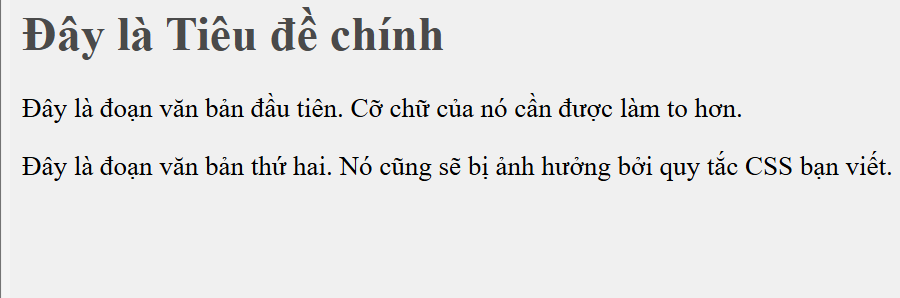 Đây là Tiêu đề chính
Đây là đoạn văn bản đầu tiên. Cỡ chữ của nó cần được làm to hơn.
Đây là đoạn văn bản thứ hai. Nó cũng sẽ bị ảnh hưởng bởi quy tắc CSS bạn viết.